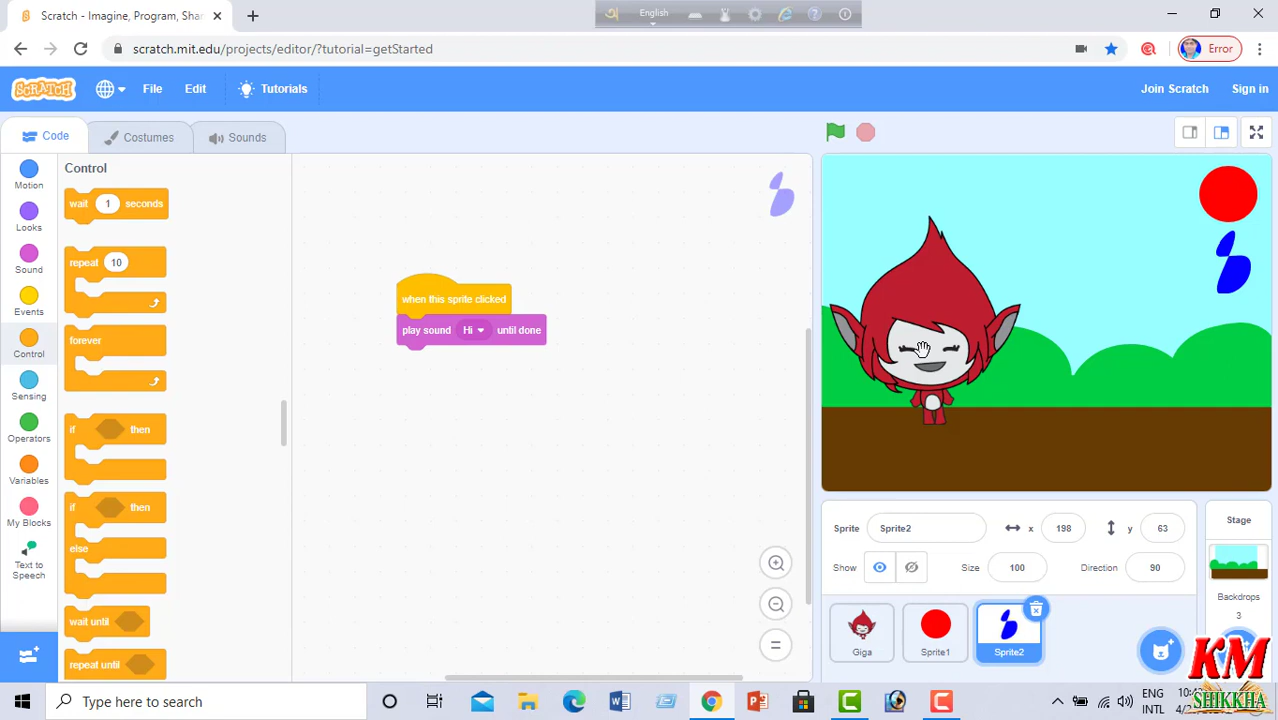 Scratch - Imagine, Program, Shar
English
scratch.mit.edu/projects/editor/?tutorial=getStarted
Error
SCRATCH
File
Edit
Tutorials
Join Scratch
Sign in
Code
Costumes
Sounds
Motion
Looks
Sound
Events
Control
Sensing
Operators
Variables
My Blocks
Text to
Speech
Control
wait 1 seconds
repeat 10
forever
if then
if then
else
wait until
repeat until
when this sprite clicked
play sound Hi until done
Sprite Sprite2 x 198 y 63
Show Size 100 Direction 90
Giga
Sprite1
Sprite2
Stage
Backdrops
3
Type here to search
ENG
INTL
KM
SHIKKHA